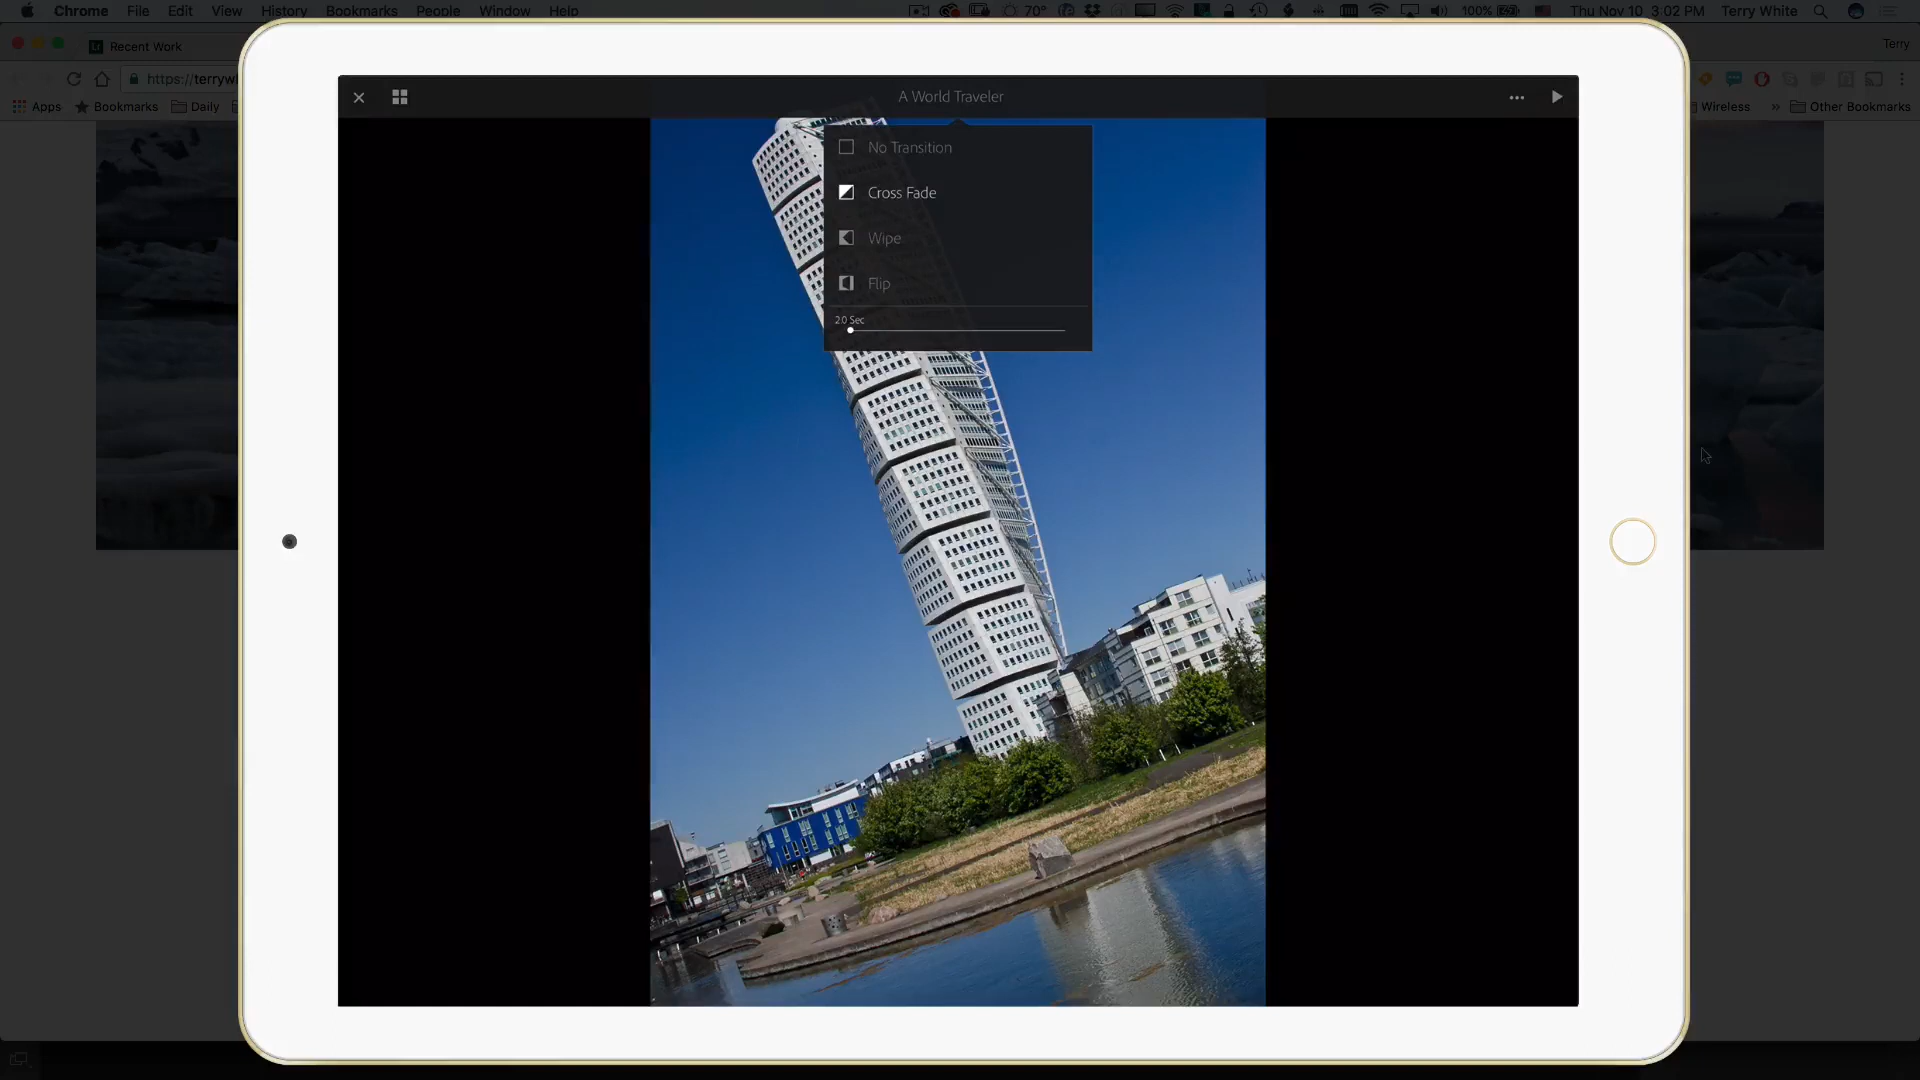 Chrome File Edit View History Bookmarks People Window Help 70° 100% Thu Nov 10 3:02 PM Terry White
Recent Work
Terry
https://terrywl
Apps Bookmarks Daily Wireless » Other Bookmarks
A World Traveler
No Transition
Cross Fade
Wipe
Flip
2.0 Sec